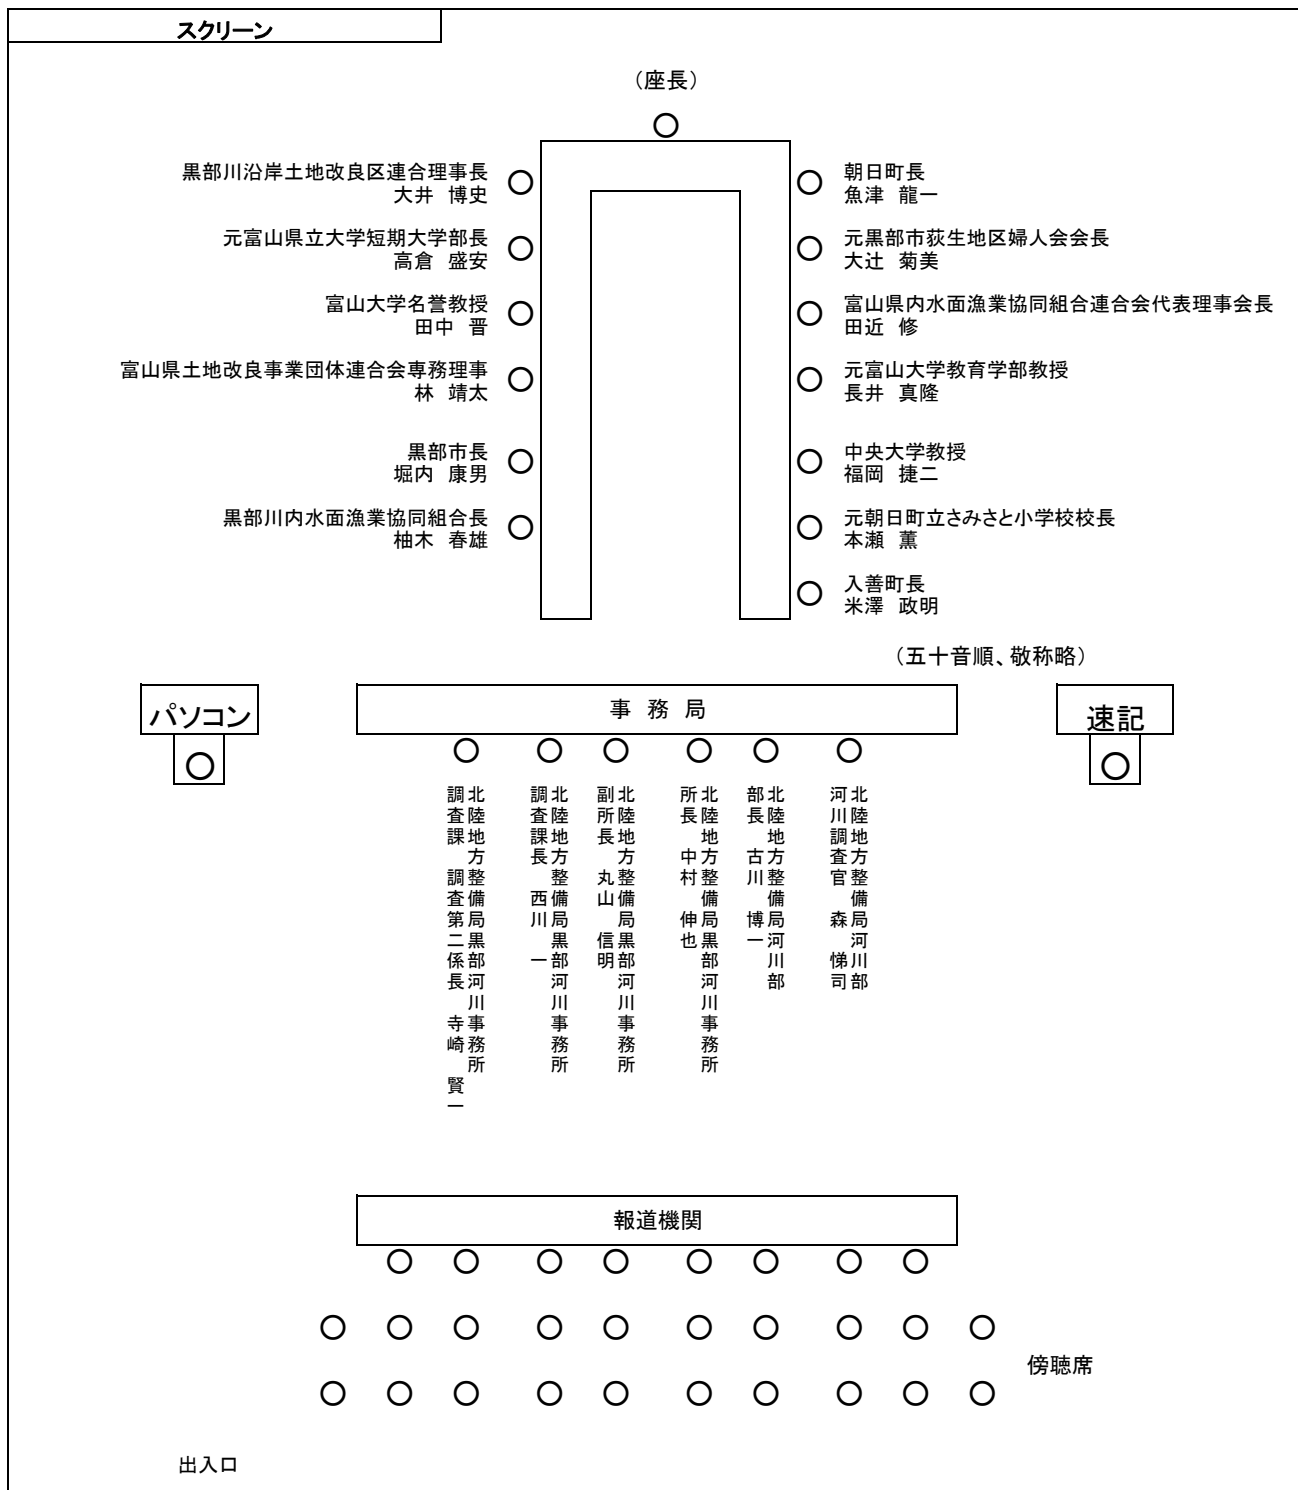 スクリーン
（座長）
黒部川沿岸土地改良区連合理事長
大井　博史
元富山県立大学短期大学部長
高倉　盛安
富山大学名誉教授
田中　晋
富山県土地改良事業団体連合会専務理事
林　靖太
黒部市長
堀内　康男
黒部川内水面漁業協同組合長
柚木　春雄
朝日町長
魚津　龍一
元黒部市荻生地区婦人会会長
大辻　菊美
富山県内水面漁業協同組合連合会代表理事会長
田近　修
元富山大学教育学部教授
長井　真隆
中央大学教授
福岡　捷二
元朝日町立さみさと小学校校長
本瀬　薫
入善町長
米澤　政明
（五十音順、敬称略）
パソコン
事　務　局
速記
北陸地方整備局河川部
河川調査官　森　悌司
北陸地方整備局河川部
部長　古川　博一
北陸地方整備局黒部河川事務所
所長　中村　伸也
北陸地方整備局黒部河川事務所
副所長　丸山　信明
北陸地方整備局黒部河川事務所
調査課長　西川　一
北陸地方整備局黒部河川事務所
調査課　調査第二係長　寺崎　賢一
報道機関
傍聴席
出入口